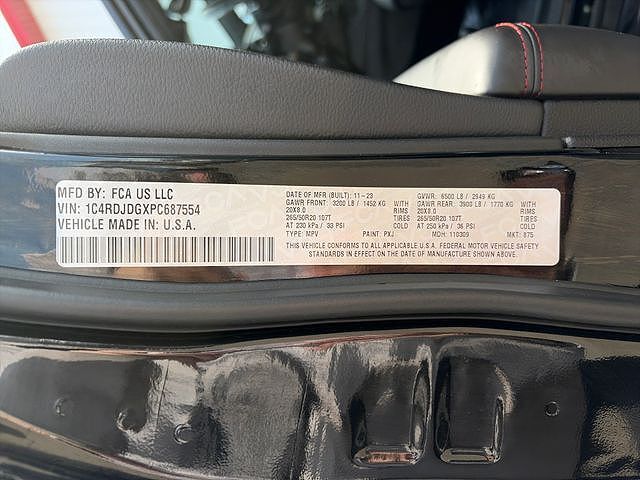 MFD BY: FCA US LLC
VIN: 1C4RDJDGXPC687554
VEHICLE MADE IN: U.S.A.
DATE OF MFR (BUILT): 11-23 GVWR: 6500 LB / 2949 KG
GAWR FRONT: 3200 LB / 1452 KG WITH GAWR REAR: 3900 LB / 1770 KG WITH
20X8.0 RIMS 20X8.0 RIMS
265/50R20 107T TIRES 265/50R20 107T TIRES
AT 230 kPa / 33 PSI COLD AT 250 kPa / 36 PSI COLD
TYPE: MPV PAINT: PXJ MDH: 110309 MKT: 875
THIS VEHICLE CONFORMS TO ALL APPLICABLE U.S.A. FEDERAL MOTOR VEHICLE SAFETY
STANDARDS IN EFFECT ON THE DATE OF MANUFACTURE SHOWN ABOVE.